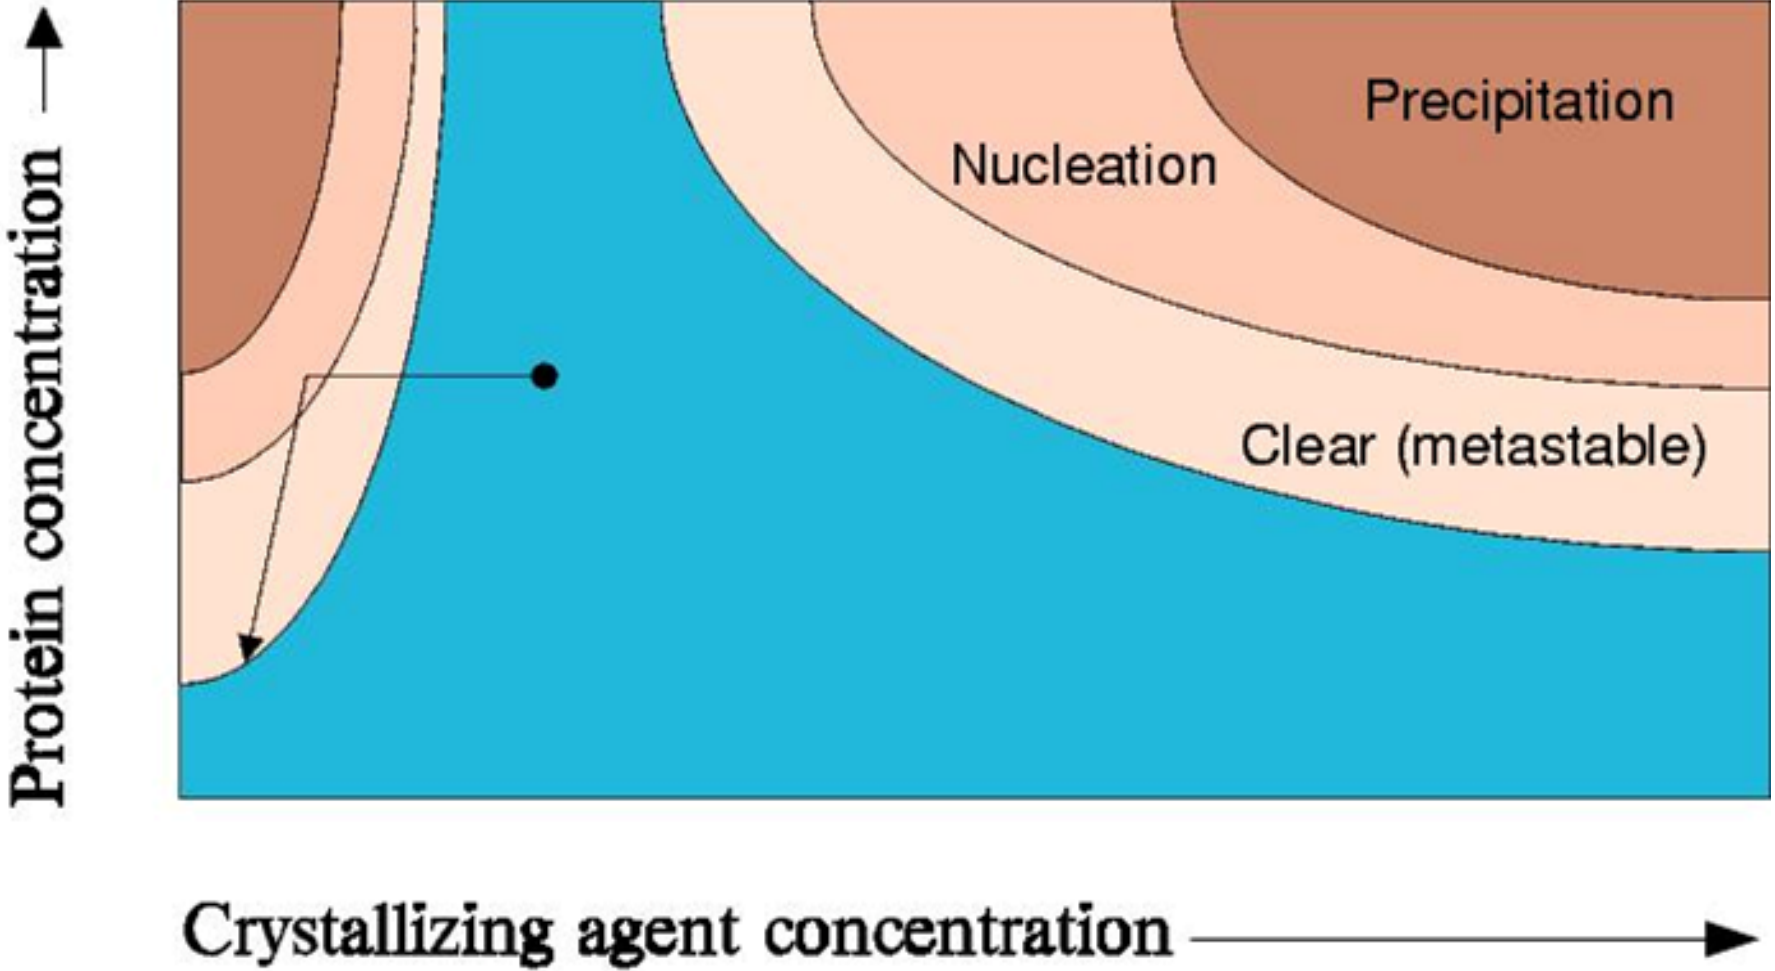 Protein concentration
Precipitation
Nucleation
Clear (metastable)
Crystallizing agent concentration